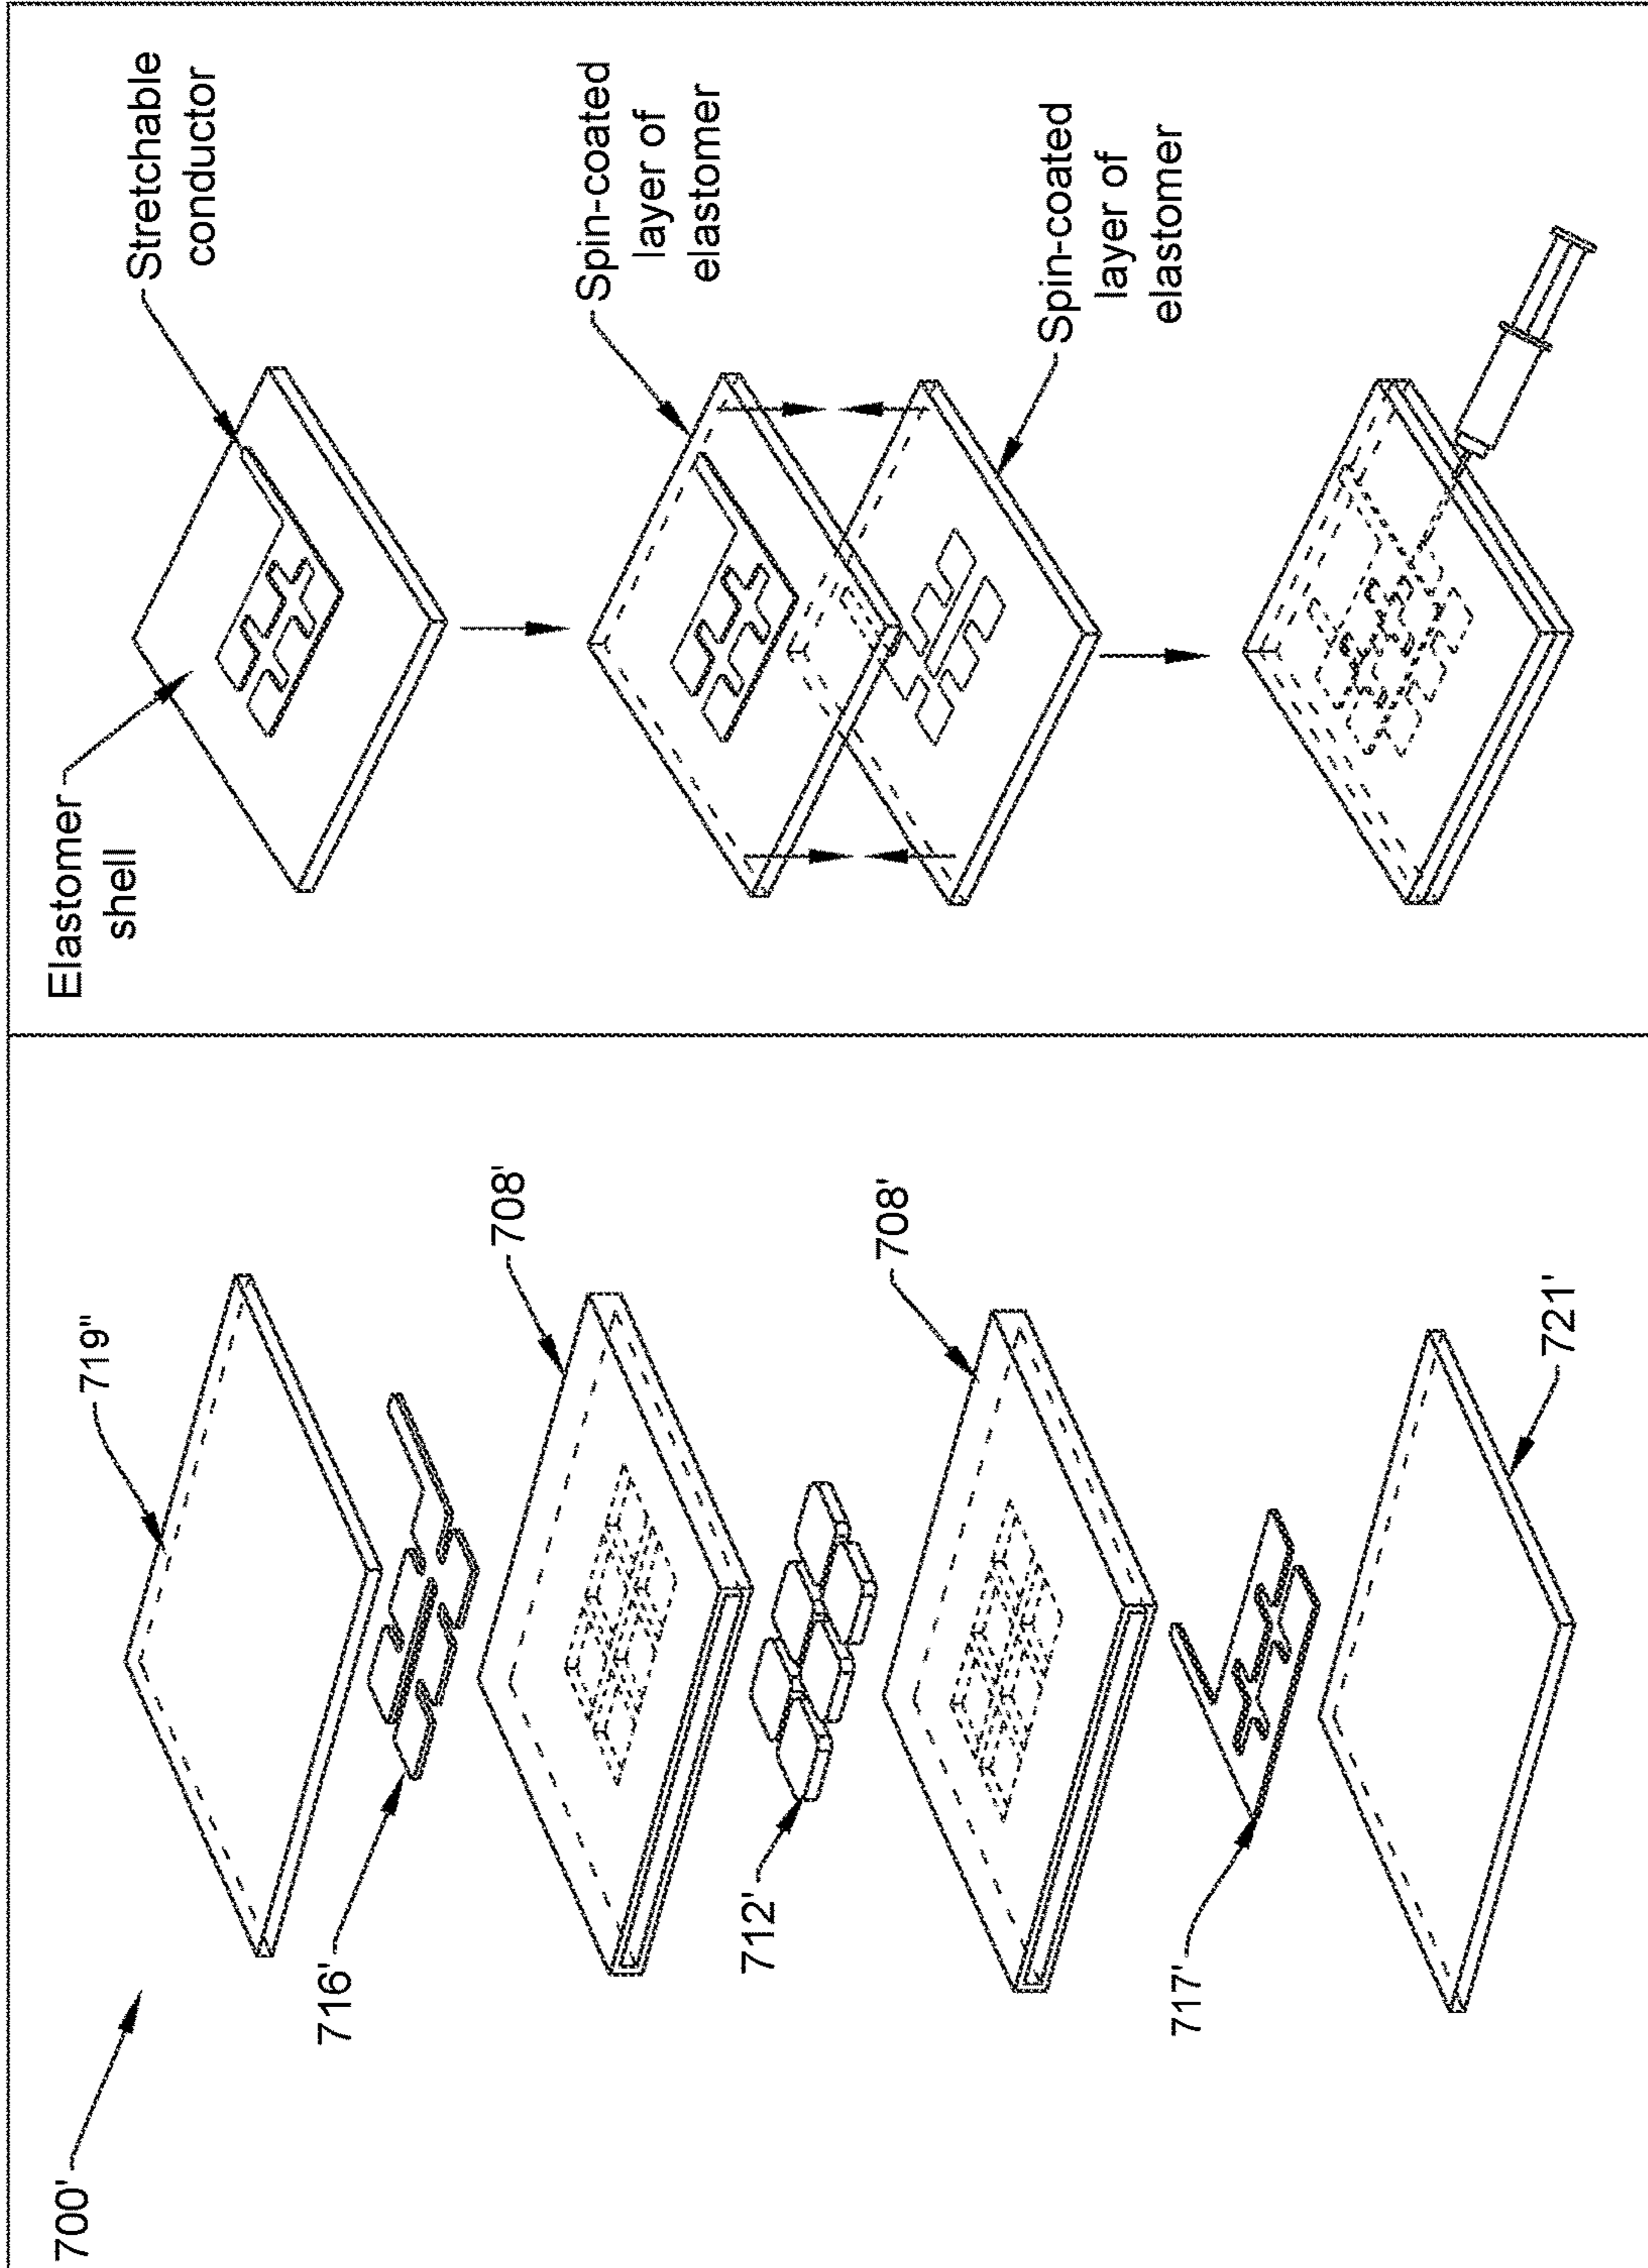 700'
719"
716'
708'
712'
708'
717'
721'
Elastomer
shell
Stretchable
conductor
Spin-coated
layer of
elastomer
Spin-coated
layer of
elastomer